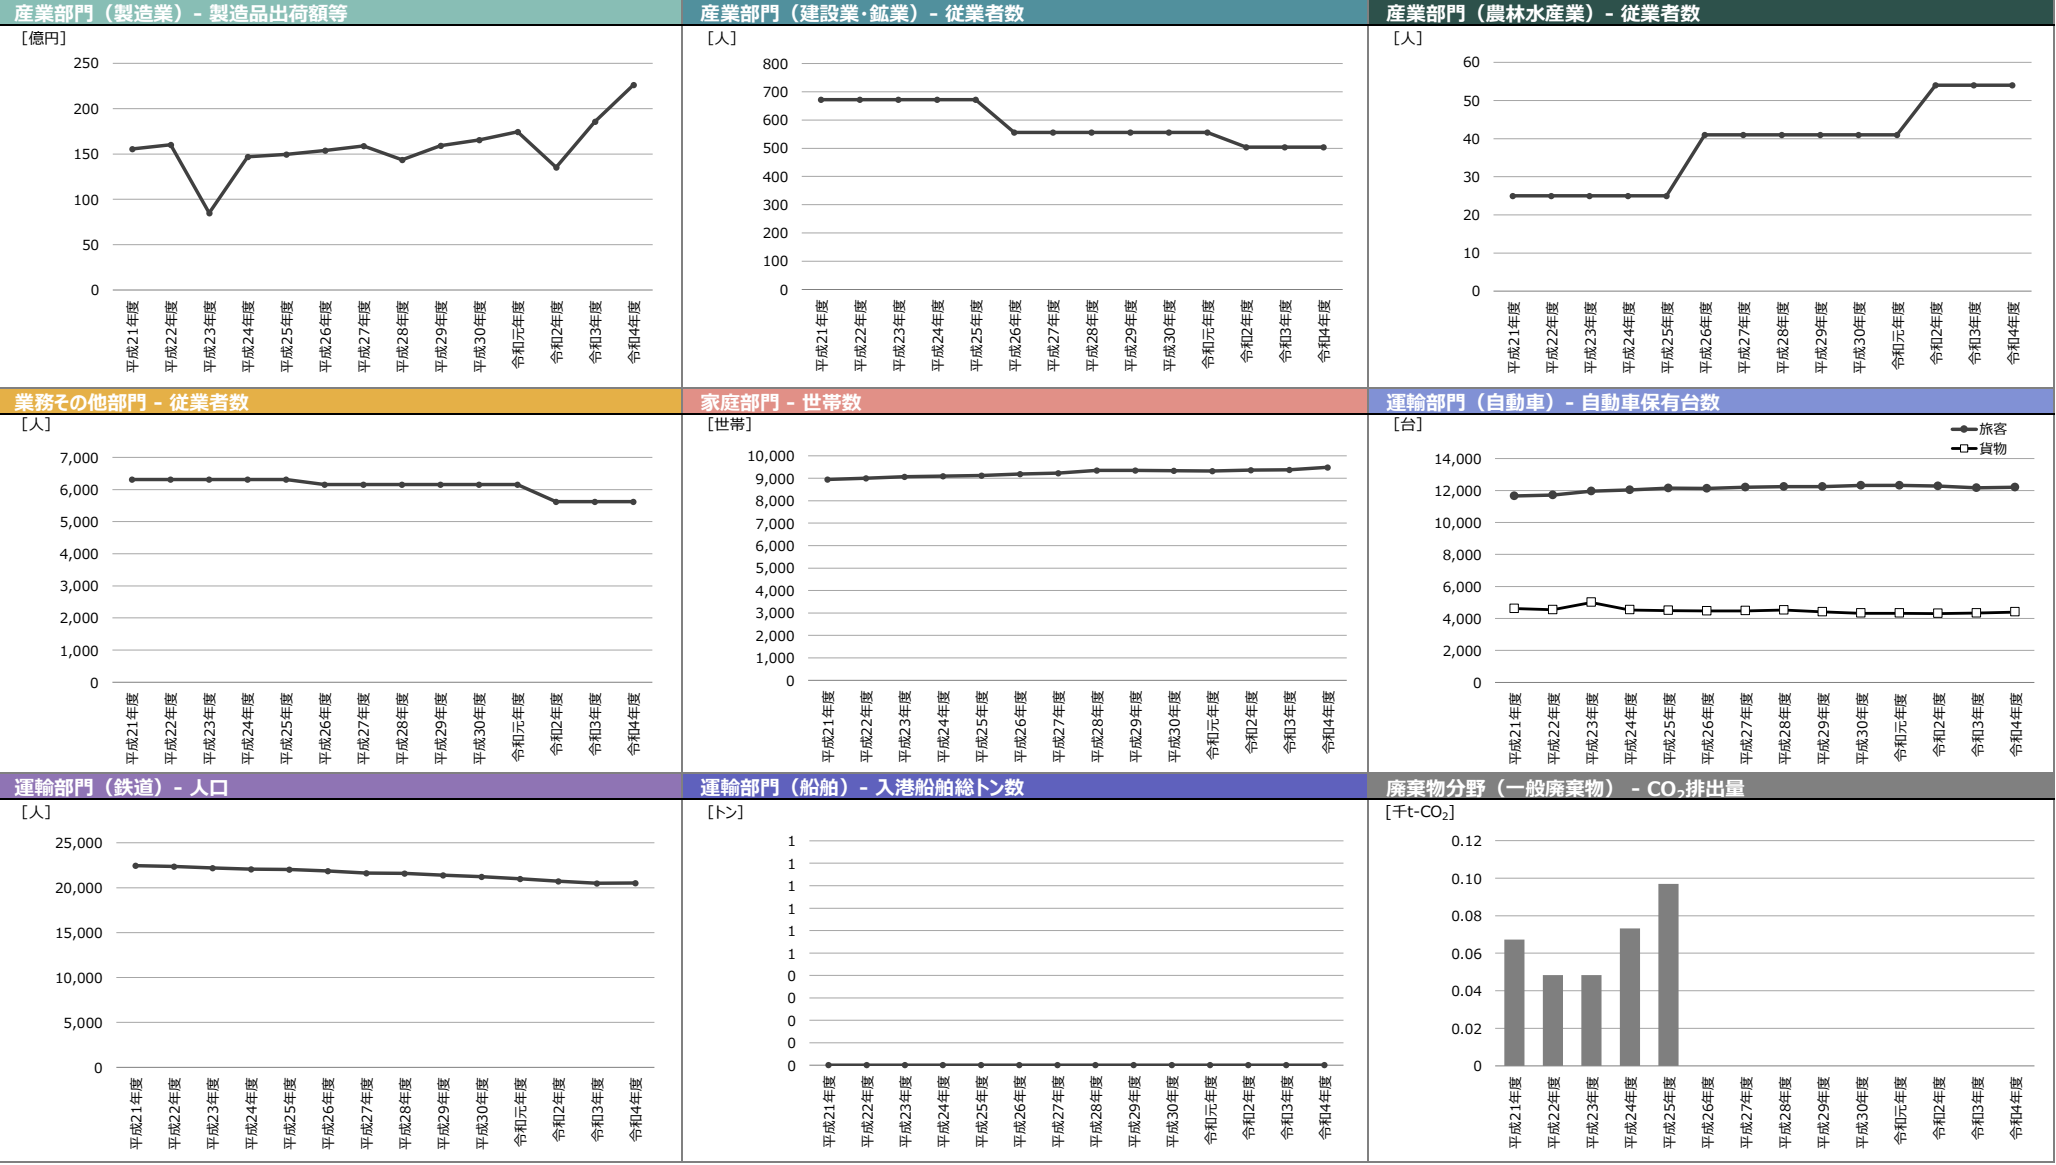 産業部門（製造業）- 製造品出荷額等
[億円]
250
200
150
100
50
0
平成21年度
平成22年度
平成23年度
平成24年度
平成25年度
平成26年度
平成27年度
平成28年度
平成29年度
平成30年度
令和元年度
令和2年度
令和3年度
令和4年度
産業部門（建設業･鉱業）- 従業者数
[人]
800
700
600
500
400
300
200
100
0
平成21年度
平成22年度
平成23年度
平成24年度
平成25年度
平成26年度
平成27年度
平成28年度
平成29年度
平成30年度
令和元年度
令和2年度
令和3年度
令和4年度
産業部門（農林水産業）- 従業者数
[人]
60
50
40
30
20
10
0
平成21年度
平成22年度
平成23年度
平成24年度
平成25年度
平成26年度
平成27年度
平成28年度
平成29年度
平成30年度
令和元年度
令和2年度
令和3年度
令和4年度
業務その他部門 - 従業者数
[人]
7,000
6,000
5,000
4,000
3,000
2,000
1,000
0
平成21年度
平成22年度
平成23年度
平成24年度
平成25年度
平成26年度
平成27年度
平成28年度
平成29年度
平成30年度
令和元年度
令和2年度
令和3年度
令和4年度
家庭部門 - 世帯数
[世帯]
10,000
9,000
8,000
7,000
6,000
5,000
4,000
3,000
2,000
1,000
0
平成21年度
平成22年度
平成23年度
平成24年度
平成25年度
平成26年度
平成27年度
平成28年度
平成29年度
平成30年度
令和元年度
令和2年度
令和3年度
令和4年度
運輸部門（自動車）- 自動車保有台数
[台]
旅客
貨物
14,000
12,000
10,000
8,000
6,000
4,000
2,000
0
平成21年度
平成22年度
平成23年度
平成24年度
平成25年度
平成26年度
平成27年度
平成28年度
平成29年度
平成30年度
令和元年度
令和2年度
令和3年度
令和4年度
運輸部門（鉄道）- 人口
[人]
25,000
20,000
15,000
10,000
5,000
0
平成21年度
平成22年度
平成23年度
平成24年度
平成25年度
平成26年度
平成27年度
平成28年度
平成29年度
平成30年度
令和元年度
令和2年度
令和3年度
令和4年度
運輸部門（船舶）- 入港船舶総トン数
[トン]
1
1
1
1
1
1
0
0
0
0
0
平成21年度
平成22年度
平成23年度
平成24年度
平成25年度
平成26年度
平成27年度
平成28年度
平成29年度
平成30年度
令和元年度
令和2年度
令和3年度
令和4年度
廃棄物分野（一般廃棄物） - CO₂排出量
[千t-CO₂]
0.12
0.10
0.08
0.06
0.04
0.02
0
平成21年度
平成22年度
平成23年度
平成24年度
平成25年度
平成26年度
平成27年度
平成28年度
平成29年度
平成30年度
令和元年度
令和2年度
令和3年度
令和4年度